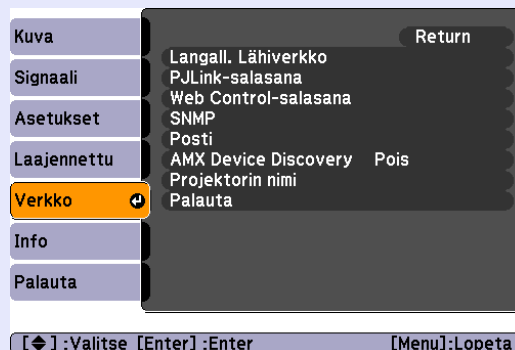 Kuva
Signaali
Asetukset
Laajennettu
Verkko
Info
Palauta
Return
Langall. Lähiverkko
PJLink-salasana
Web Control-salasana
SNMP
Posti
AMX Device Discovery Pois
Projektorin nimi
Palauta
[◆] :Valitse [Enter] :Enter [Menu]:Lopeta